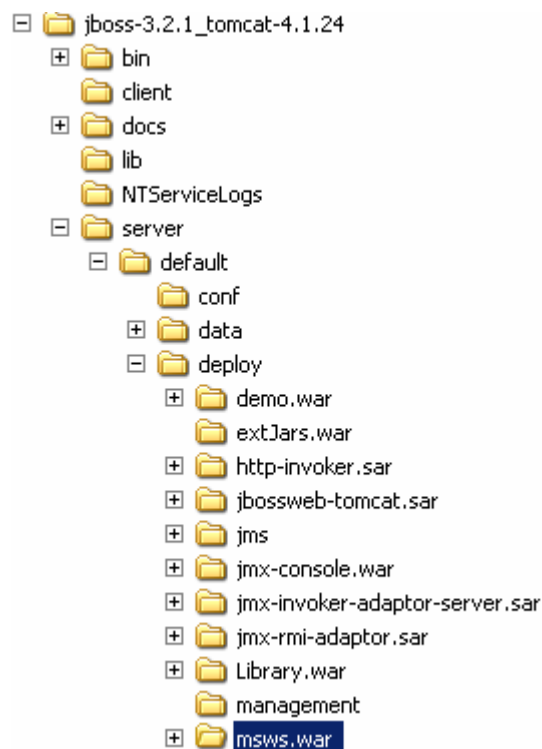 jboss-3.2.1_tomcat-4.1.24
bin
client
docs
lib
NTServiceLogs
server
default
conf
data
deploy
demo.war
extJars.war
http-invoker.sar
jbossweb-tomcat.sar
jms
jmx-console.war
jmx-invoker-adaptor-server.sar
jmx-rmi-adaptor.sar
Library.war
management
msws.war